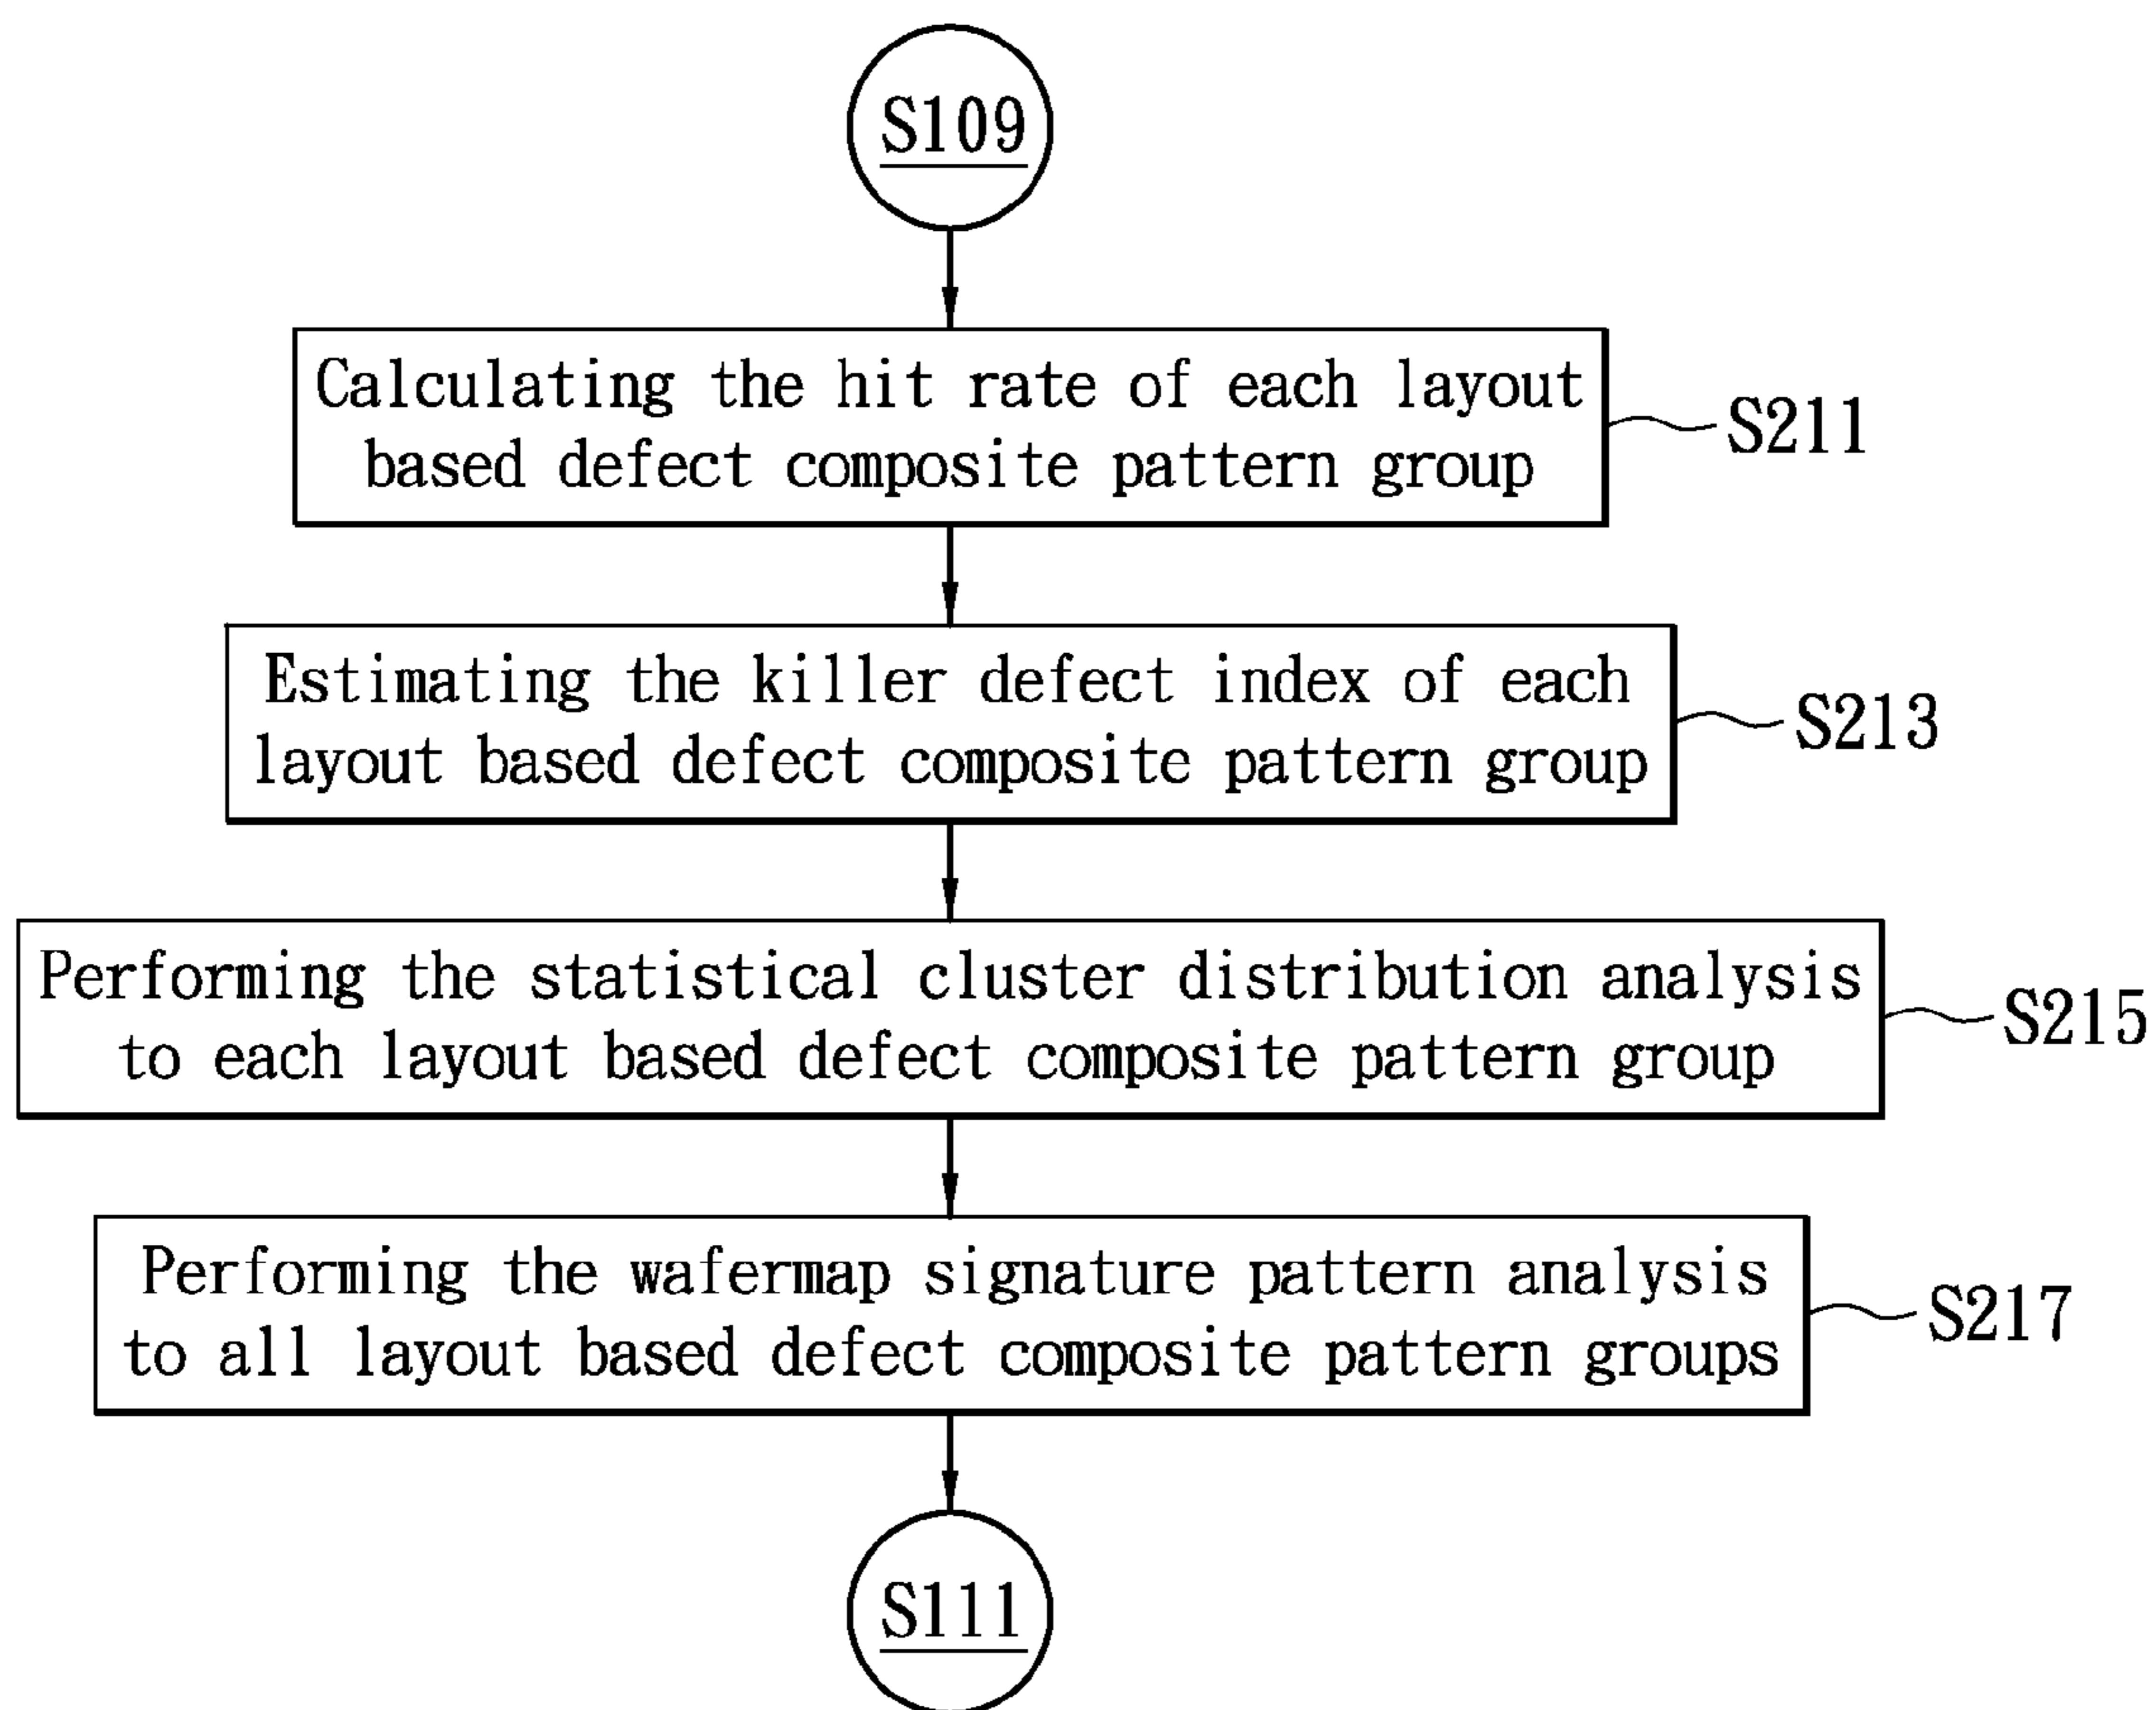 S109
Calculating the hit rate of each layout
based defect composite pattern group
S211
Estimating the killer defect index of each
layout based defect composite pattern group
S213
Performing the statistical cluster distribution analysis
to each layout based defect composite pattern group
S215
Performing the wafermap signature pattern analysis
to all layout based defect composite pattern groups
S217
S111